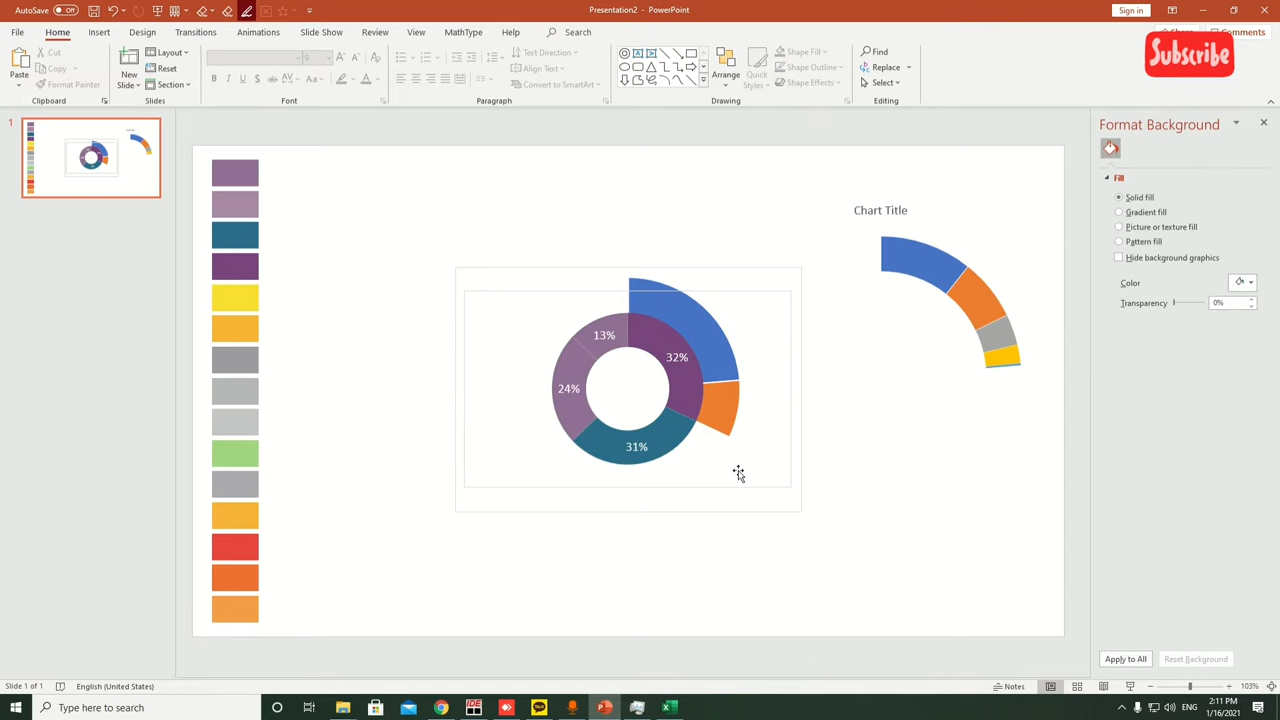 AutoSave Off
Presentation2 - PowerPoint
Sign in
File Home Insert Design Transitions Animations Slide Show Review View MathType Help Search
Comments
Subscribe
Paste
Cut
Copy
Format Painter
Clipboard
New
Slide
Layout
Reset
Section
Slides
Font
Text Direction
Align Text
Convert to SmartArt
Paragraph
Arrange
Quick
Styles
Shape Fill
Shape Outline
Shape Effects
Drawing
Find
Replace
Select
Editing
1
Chart Title
13%
32%
24%
31%
Format Background
Fill
Solid fill
Gradient fill
Picture or texture fill
Pattern fill
Hide background graphics
Color
Transparency
0%
Apply to All
Reset Background
Slide 1 of 1
English (United States)
Notes
103%
Type here to search
ENG
2:11 PM
1/16/2021